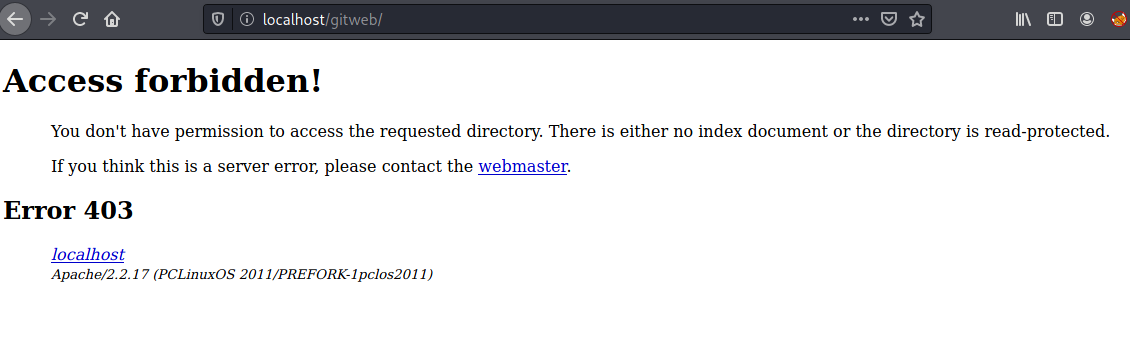 localhost/gitweb/
Access forbidden!
You don't have permission to access the requested directory. There is either no index document or the directory is read-protected.
If you think this is a server error, please contact the webmaster.
Error 403
localhost
Apache/2.2.17 (PCLinuxOS 2011/PREFORK-1pclos2011)